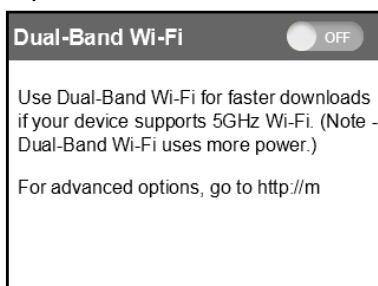 Dual-Band Wi-Fi OFF
Use Dual-Band Wi-Fi for faster downloads
if your device supports 5GHz Wi-Fi. (Note -
Dual-Band Wi-Fi uses more power.)
For advanced options, go to http://m